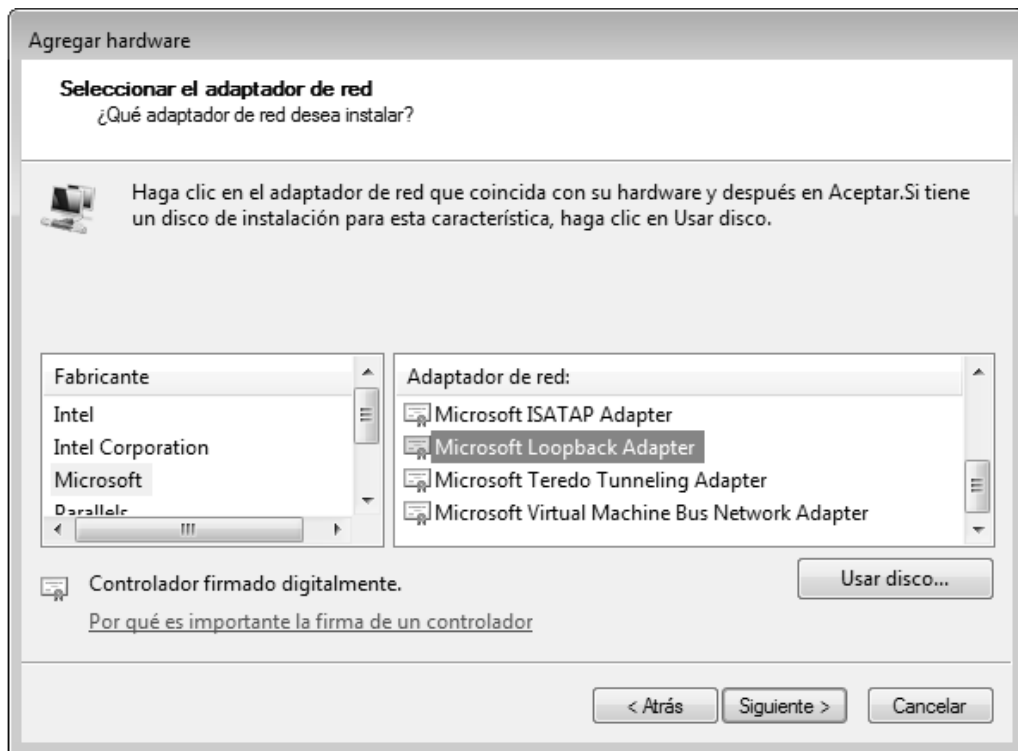 Agregar hardware
Seleccionar el adaptador de red
¿Qué adaptador de red desea instalar?
Haga clic en el adaptador de red que coincida con su hardware y después en Aceptar.Si tiene
un disco de instalación para esta característica, haga clic en Usar disco.
Fabricante
Intel
Intel Corporation
Microsoft
Parallels
Adaptador de red:
Microsoft ISATAP Adapter
Microsoft Loopback Adapter
Microsoft Teredo Tunneling Adapter
Microsoft Virtual Machine Bus Network Adapter
Controlador firmado digitalmente.
Usar disco...
Por qué es importante la firma de un controlador
< Atrás
Siguiente >
Cancelar